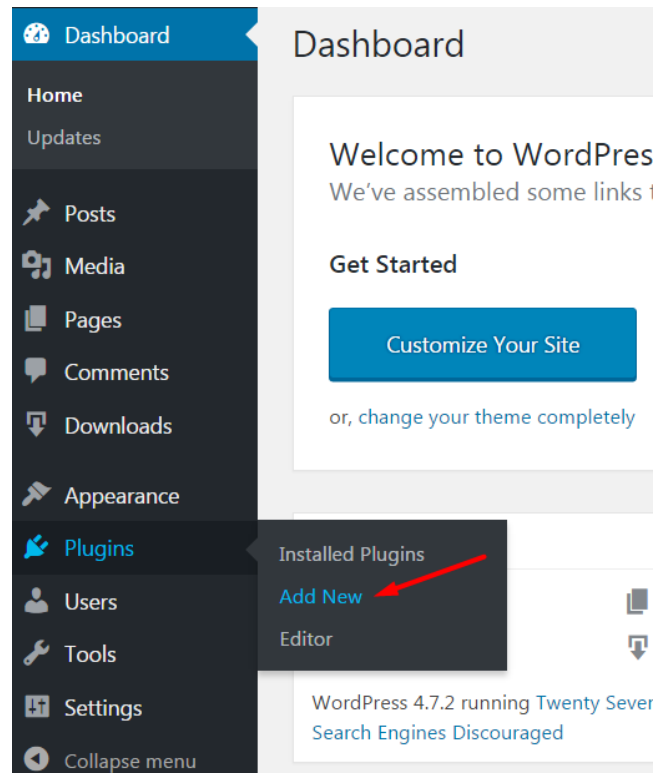 Dashboard
Home
Updates
Posts
Media
Pages
Comments
Downloads
Appearance
Plugins
Users
Tools
Settings
Collapse menu
Installed Plugins
Add New
Editor
Dashboard
Welcome to WordPres
We've assembled some links t
Get Started
Customize Your Site
or, change your theme completely
WordPress 4.7.2 running Twenty Sever
Search Engines Discouraged